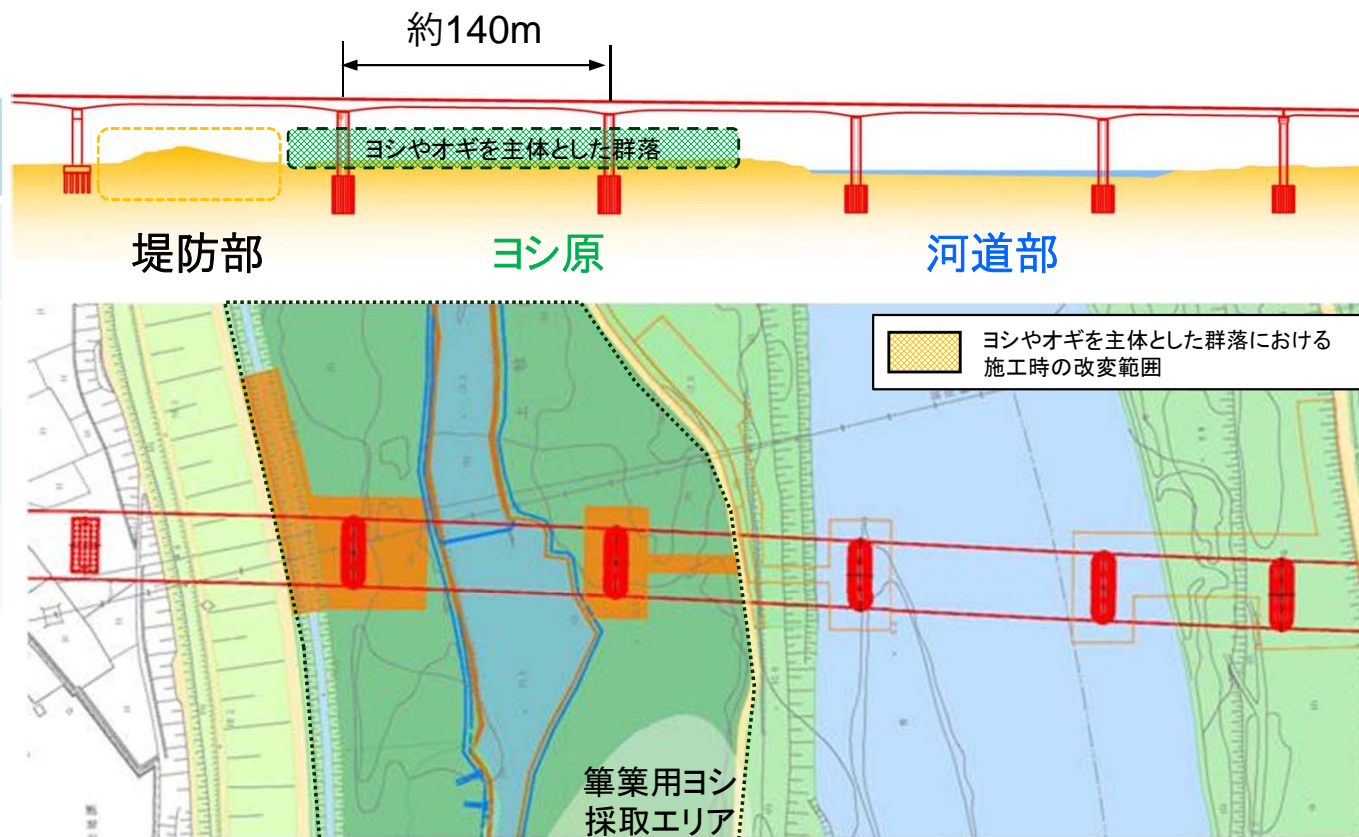 約140m
ヨシやオギを主体とした群落
堤防部
ヨシ原
河道部
ヨシやオギを主体とした群落における
施工時の改変範囲
篳篥用ヨシ
採取エリア